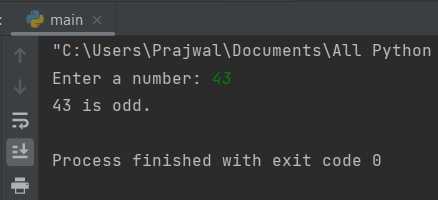 main
"C:\Users\Prajwal\Documents\All Python
Enter a number: 43
43 is odd.
Process finished with exit code 0